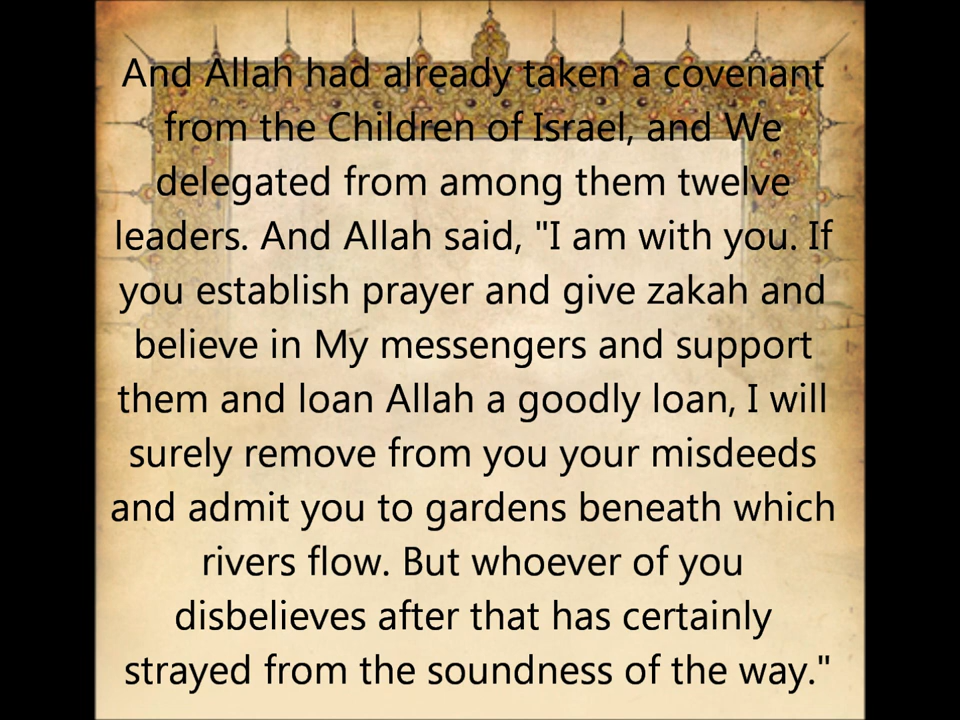 And Allah had already taken a covenant
from the Children of Israel, and We
delegated from among them twelve
leaders. And Allah said, "I am with you. If
you establish prayer and give zakah and
believe in My messengers and support
them and loan Allah a goodly loan, I will
surely remove from you your misdeeds
and admit you to gardens beneath which
rivers flow. But whoever of you
disbelieves after that has certainly
strayed from the soundness of the way."